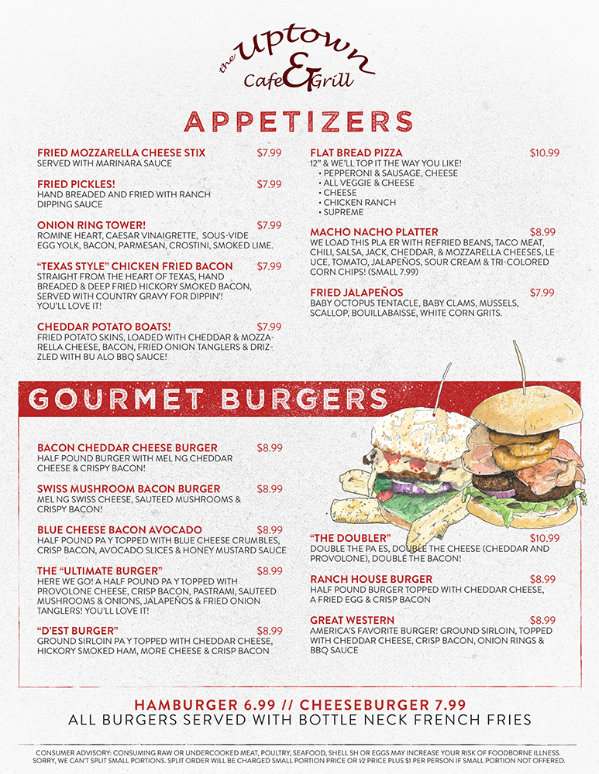 the Uptown
Cafe & Grill
APPETIZERS
FRIED MOZZARELLA CHEESE STIX $7.99
SERVED WITH MARINARA SAUCE
FRIED PICKLES! $7.99
HAND BREADED AND FRIED WITH RANCH
DIPPING SAUCE
ONION RING TOWER! $7.99
ROMINE HEART, CAESAR VINAIGRETTE, SOUS-VIDE
EGG YOLK, BACON, PARMESAN, CROSTINI, SMOKED LIME.
"TEXAS STYLE" CHICKEN FRIED BACON $7.99
STRAIGHT FROM THE HEART OF TEXAS, HAND
BREADED & DEEP FRIED HICKORY SMOKED BACON,
SERVED WITH COUNTRY GRAVY FOR DIPPIN'!
YOU'LL LOVE IT!
CHEDDAR POTATO BOATS! $7.99
FRIED POTATO SKINS, LOADED WITH CHEDDAR & MOZZA-
RELLA CHEESE, BACON, FRIED ONION TANGLERS & DRIZ-
ZLED WITH BU ALO BBQ SAUCE!
FLAT BREAD PIZZA $10.99
12" & WE'LL TOP IT THE WAY YOU LIKE!
• PEPPERONI & SAUSAGE, CHEESE
• ALL VEGGIE & CHEESE
• CHEESE
• CHICKEN RANCH
• SUPREME
MACHO NACHO PLATTER $8.99
WE LOAD THIS PLA ER WITH REFRIED BEANS, TACO MEAT,
CHILI, SALSA, JACK, CHEDDAR, & MOZZARELLA CHEESES, LE
UCE, TOMATO, JALAPEÑOS, SOUR CREAM & TRI-COLORED
CORN CHIPS! (SMALL 7.99)
FRIED JALAPEÑOS $7.99
BABY OCTOPUS TENTACLE, BABY CLAMS, MUSSELS,
SCALLOP, BOUILLABAISSE, WHITE CORN GRITS.
GOURMET BURGERS
BACON CHEDDAR CHEESE BURGER $8.99
HALF POUND BURGER WITH MEL NG CHEDDAR
CHEESE & CRISPY BACON!
SWISS MUSHROOM BACON BURGER $8.99
MEL NG SWISS CHEESE, SAUTEED MUSHROOMS &
CRISPY BACON!
BLUE CHEESE BACON AVOCADO $8.99
HALF POUND PA Y TOPPED WITH BLUE CHEESE CRUMBLES,
CRISP BACON, AVOCADO SLICES & HONEY MUSTARD SAUCE
THE "ULTIMATE BURGER" $8.99
HERE WE GO! A HALF POUND PA Y TOPPED WITH
PROVOLONE CHEESE, CRISP BACON, PASTRAMI, SAUTEED
MUSHROOMS & ONIONS, JALAPEÑOS & FRIED ONION
TANGLERS! YOU'LL LOVE IT!
"D'EST BURGER" $8.99
GROUND SIRLOIN PA Y TOPPED WITH CHEDDAR CHEESE,
HICKORY SMOKED HAM, MORE CHEESE & CRISP BACON
"THE DOUBLER" $10.99
DOUBLE THE PA ES, DOUBLE THE CHEESE (CHEDDAR AND
PROVOLONE), DOUBLE THE BACON!
RANCH HOUSE BURGER $8.99
HALF POUND BURGER TOPPED WITH CHEDDAR CHEESE,
A FRIED EGG & CRISP BACON
GREAT WESTERN $8.99
AMERICA'S FAVORITE BURGER! GROUND SIRLOIN, TOPPED
WITH CHEDDAR CHEESE, CRISP BACON, ONION RINGS &
BBQ SAUCE
HAMBURGER 6.99 // CHEESEBURGER 7.99
ALL BURGERS SERVED WITH BOTTLE NECK FRENCH FRIES
CONSUMER ADVISORY: CONSUMING RAW OR UNDERCOOKED MEAT, POULTRY, SEAFOOD, SHELL SH OR EGGS MAY INCREASE YOUR RISK OF FOODBORNE ILLNESS.
SORRY, WE CAN'T SPLIT SMALL PORTIONS. SPLIT ORDER WILL BE CHARGED SMALL PORTION PRICE OR 1/2 PRICE PLUS $1 PER PERSON IF SMALL PORTION NOT OFFERED.